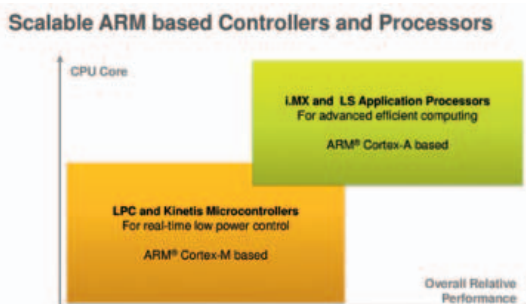 Scalable ARM based Controllers and Processors
CPU Core
i.MX and LS Application Processors
For advanced efficient computing
ARM® Cortex-A based
LPC and Kinetis Microcontrollers
For real-time low power control
ARM® Cortex-M based
Overall Relative
Performance